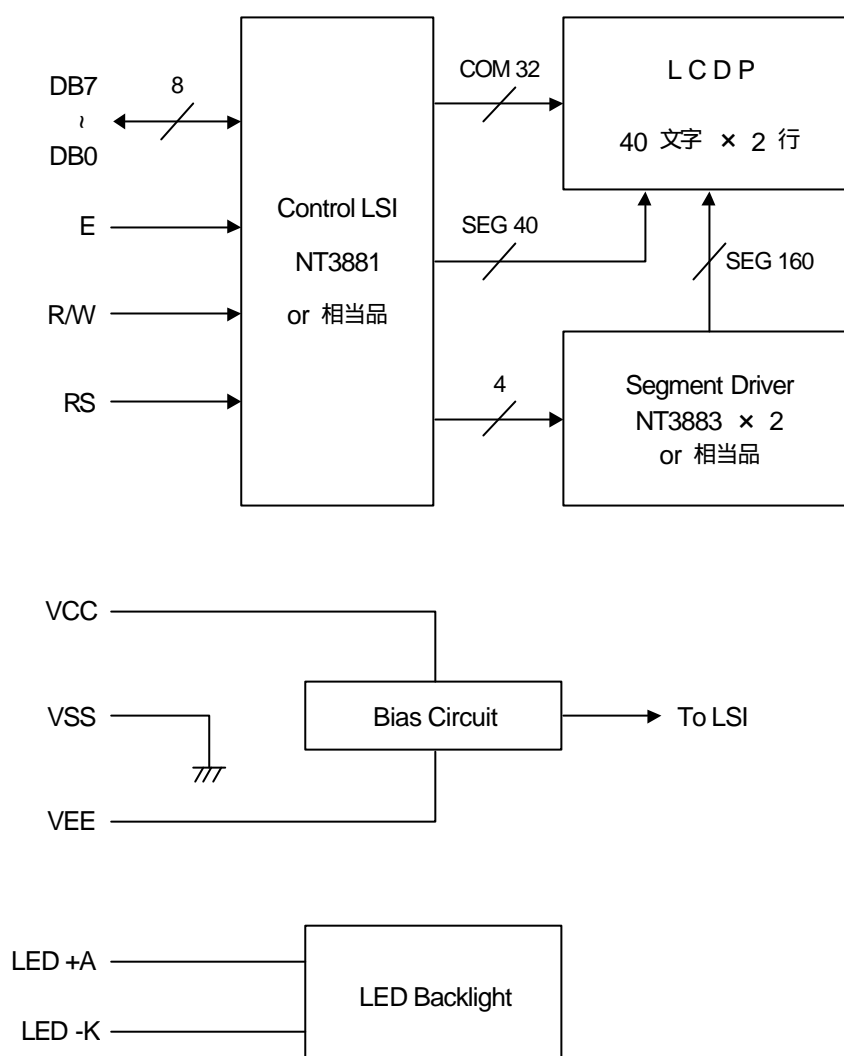 DB7
~
DB0
8
E
R/W
RS
Control LSI
NT3881
or 相当品
COM 32
SEG 40
4
L C D P
40 文字 × 2 行
SEG 160
Segment Driver
NT3883 × 2
or 相当品
VCC
VSS
VEE
Bias Circuit
To LSI
LED +A
LED -K
LED Backlight